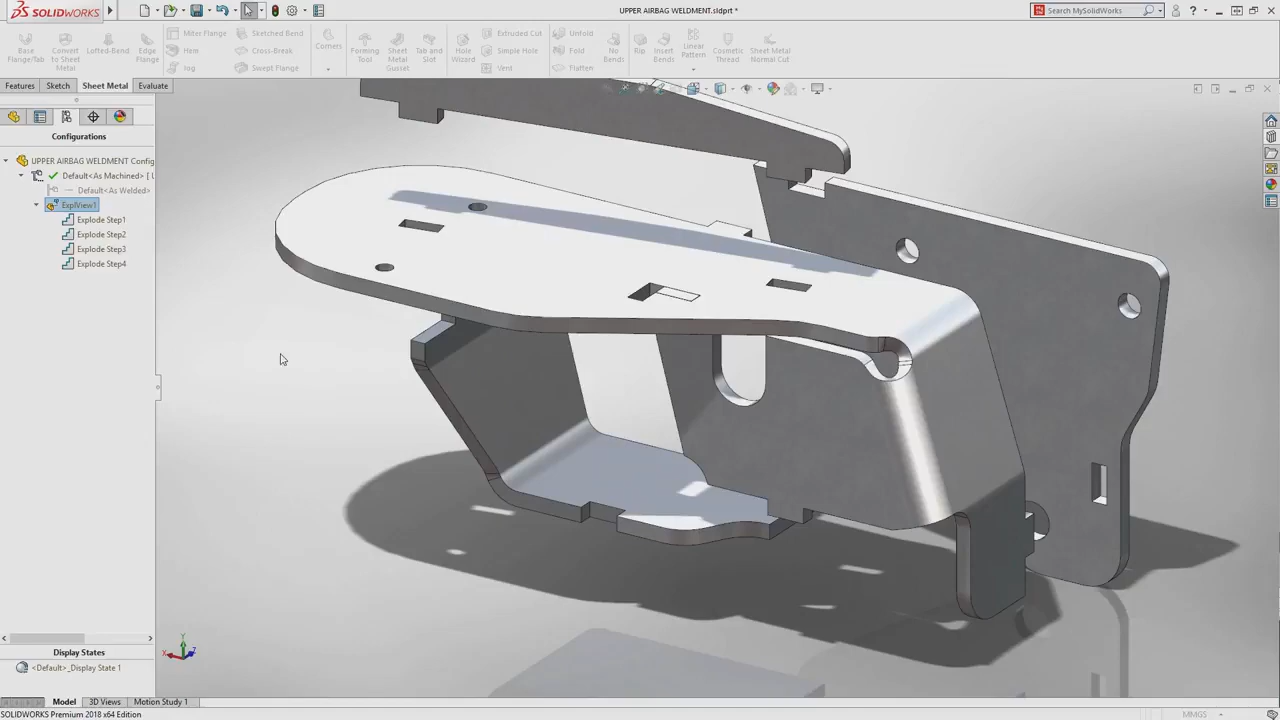 SOLIDWORKS
UPPER AIRBAG WELDMENT.sldprt *
Search MySolidWorks
?
Base Flange/Tab
Convert to Sheet Metal
Lofted-Bend
Edge Flange
Miter Flange
Hem
Jog
Sketched Bend
Cross-Break
Swept Flange
Corners
Forming Tool
Sheet Metal Gusset
Tab and Slot
Hole Wizard
Extruded Cut
Simple Hole
Vent
Unfold
Fold
Flatten
No Bends
Rip
Insert Bends
Linear Pattern
Cosmetic Thread
Sheet Metal Normal Cut
Features
Sketch
Sheet Metal
Evaluate
Configurations
UPPER AIRBAG WELDMENT Config
Default<As Machined> [ U
Default<As Welded>
ExplView1
Explode Step1
Explode Step2
Explode Step3
Explode Step4
Y
X
Z
Display States
<Default>_Display State 1
Model
3D Views
Motion Study 1
SOLIDWORKS Premium 2018 x64 Edition
MMGS